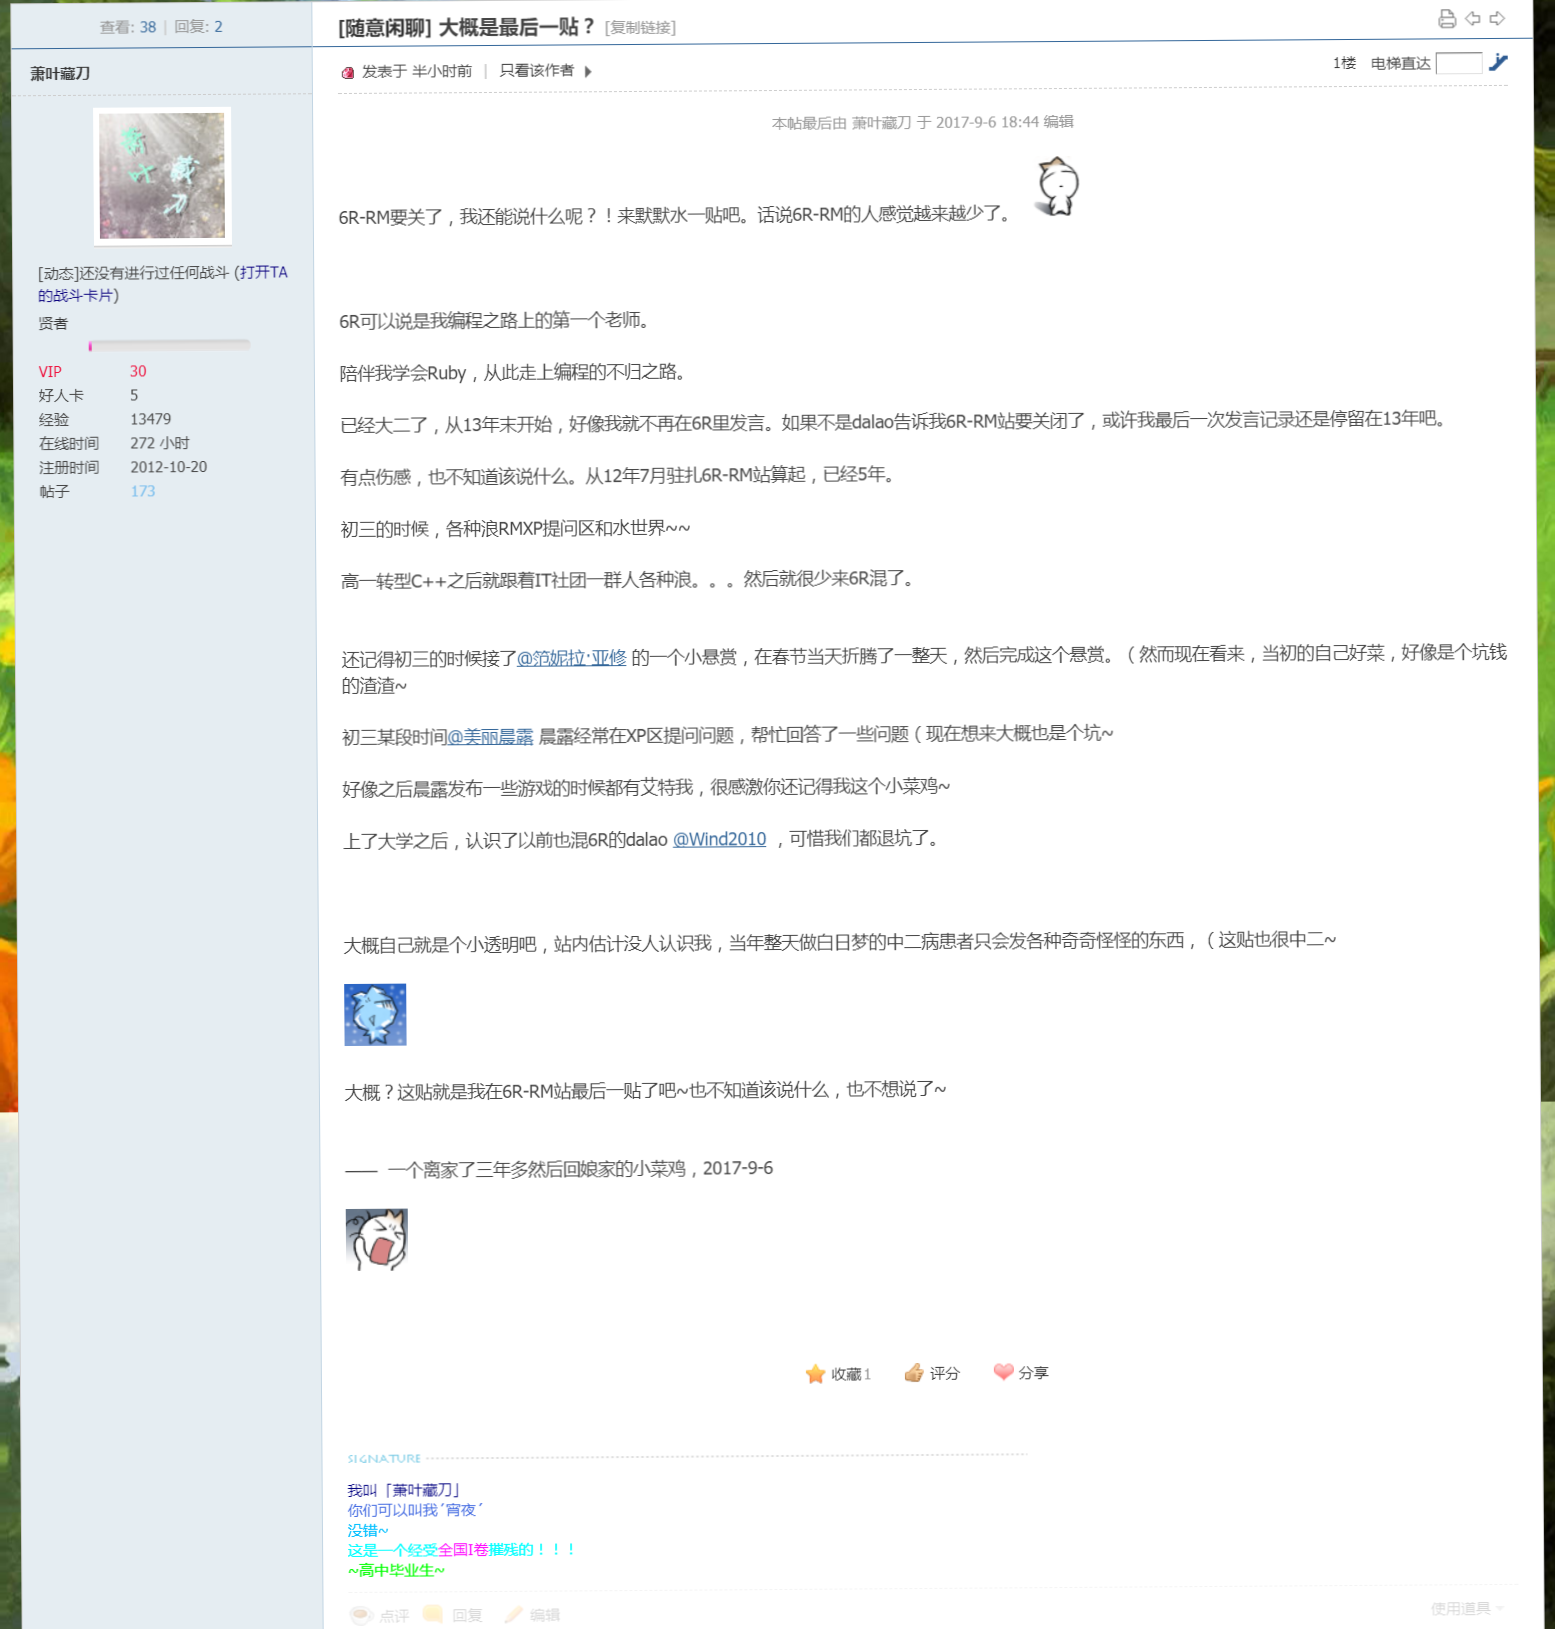 查看: 38 | 回复: 2
[随意闲聊] 大概是最后一贴？ [复制链接]
萧叶藏刀
发表于 半小时前 | 只看该作者
1楼 电梯直达
本帖最后由 萧叶藏刀 于 2017-9-6 18:44 编辑
萧叶
藏刀
[动态]还没有进行过任何战斗 (打开TA
的战斗卡片)
贤者
VIP 30
好人卡 5
经验 13479
在线时间 272 小时
注册时间 2012-10-20
帖子 173
6R-RM要关了，我还能说什么呢？！来默默水一贴吧。话说6R-RM的人感觉越来越少了。
6R可以说是我编程之路上的第一个老师。
陪伴我学会Ruby，从此走上编程的不归之路。
已经大二了，从13年末开始，好像我就不再在6R里发言。如果不是dalao告诉我6R-RM站要关闭了，或许我最后一次发言记录还是停留在13年吧。
有点伤感，也不知道该说什么。从12年7月驻扎6R-RM站算起，已经5年。
初三的时候，各种浪RMXP提问区和水世界~~
高一转型C++之后就跟着IT社团一群人各种浪。。。然后就很少来6R混了。
还记得初三的时候接了@范妮拉·亚修 的一个小悬赏，在春节当天折腾了一整天，然后完成这个悬赏。（然而现在看来，当初的自己好菜，好像是个坑钱
的渣渣~
初三某段时间@美丽晨露 晨露经常在XP区提问问题，帮忙回答了一些问题（现在想来大概也是个坑~
好像之后晨露发布一些游戏的时候都有艾特我，很感激你还记得我这个小菜鸡~
上了大学之后，认识了以前也混6R的dalao @Wind2010 ，可惜我们都退坑了。
大概自己就是个小透明吧，站内估计没人认识我，当年整天做白日梦的中二病患者只会发各种奇奇怪怪的东西，（这贴也很中二~
大概？这贴就是我在6R-RM站最后一贴了吧~也不知道该说什么，也不想说了~
—— 一个离家了三年多然后回娘家的小菜鸡，2017-9-6
收藏1 评分 分享
SIGNATURE
我叫「萧叶藏刀」
你们可以叫我´宵夜´
没错~
这是一个经受全国I卷摧残的！！！
~高中毕业生~
点评 回复 编辑
使用道具